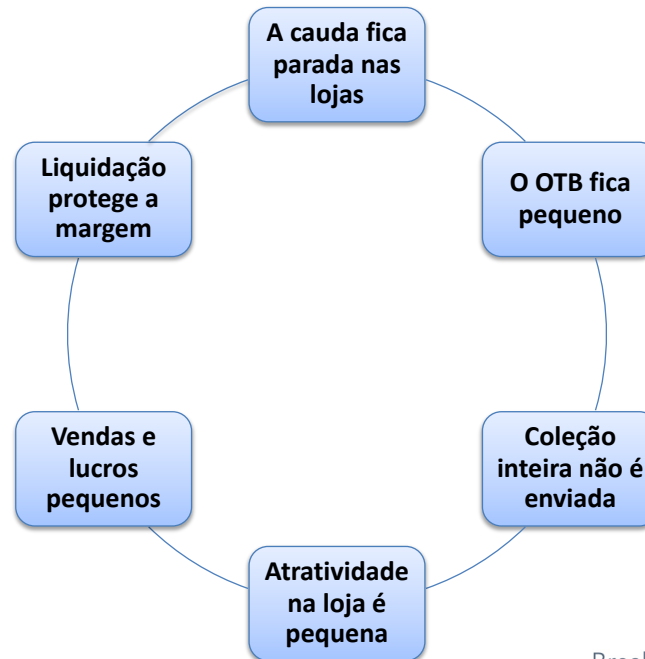 A cauda fica
parada nas
lojas
O OTB fica
pequeno
Coleção
inteira não é
enviada
Atratividade
na loja é
pequena
Vendas e
lucros
pequenos
Liquidação
protege a
margem